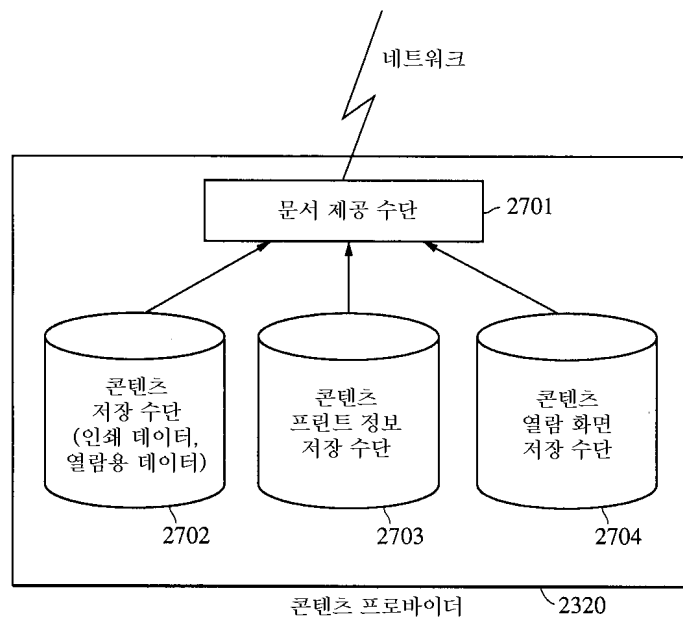 네트워크
문서 제공 수단
2701
콘텐츠
저장 수단
(인쇄 데이터,
열람용 데이터)
2702
콘텐츠
프린트 정보
저장 수단
2703
콘텐츠
열람 화면
저장 수단
2704
콘텐츠 프로바이더
2320